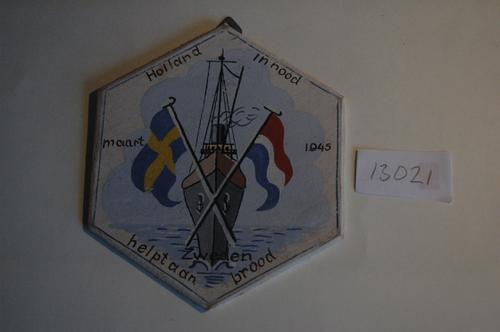 Holland in nood
maart 1945
Zweden
helpt aan brood
13021